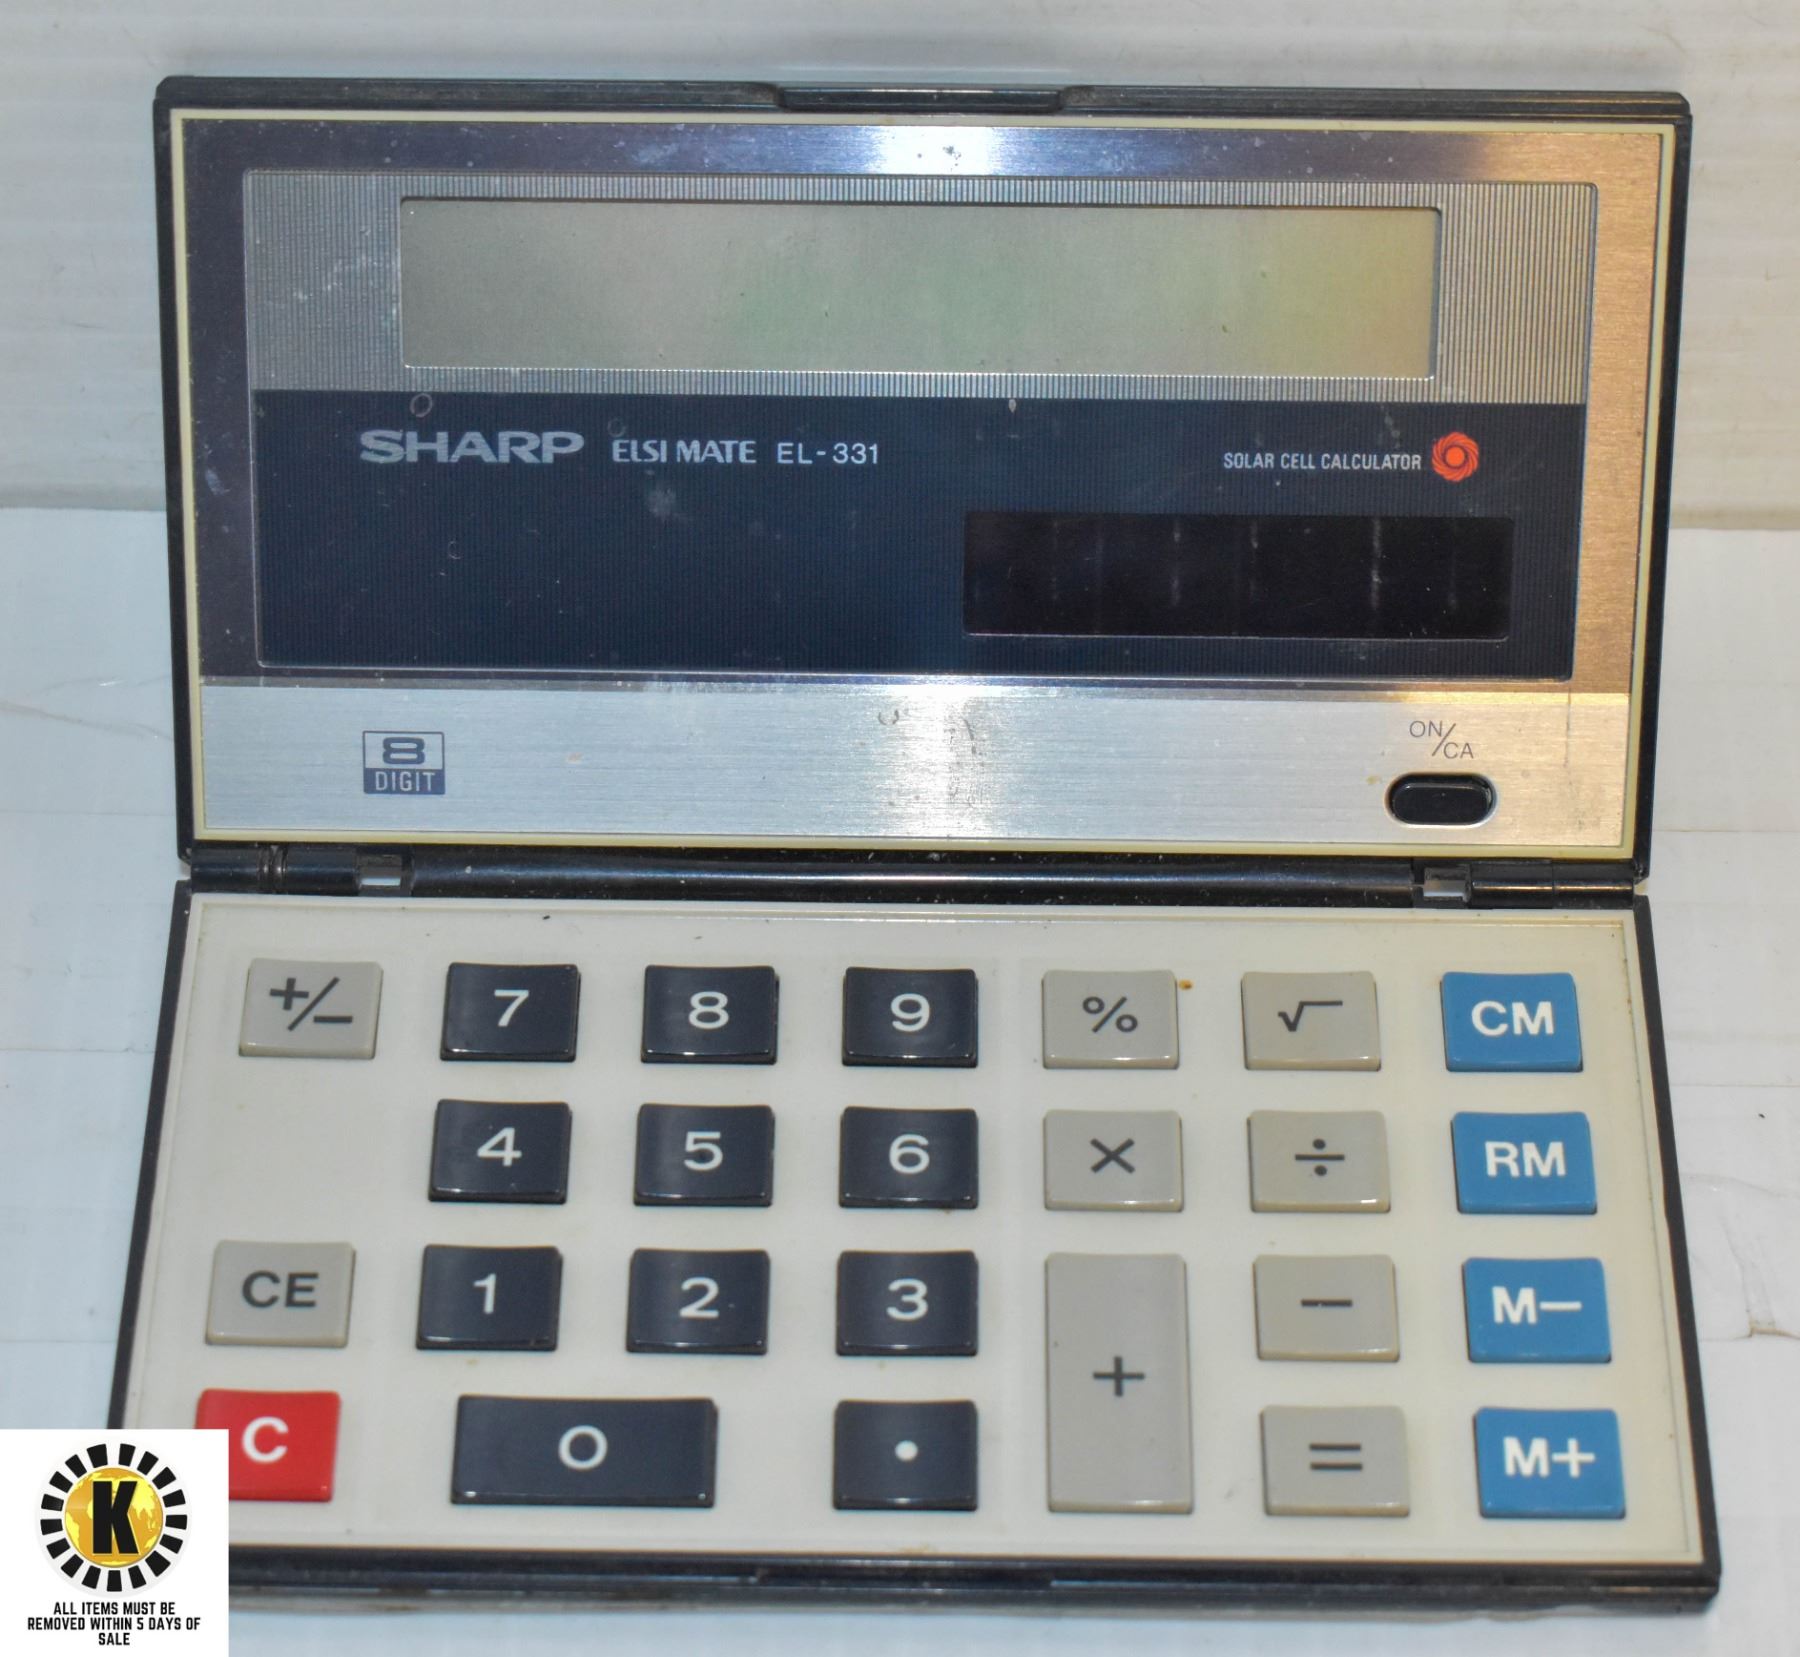 SHARP ELSI MATE EL-331
SOLAR CELL CALCULATOR
8
DIGIT
ON/CA
+/− 7 8 9 % √ CM
4 5 6 × ÷ RM
CE 1 2 3 + − M−
C 0 • = M+
K
ALL ITEMS MUST BE
REMOVED WITHIN 5 DAYS OF
SALE